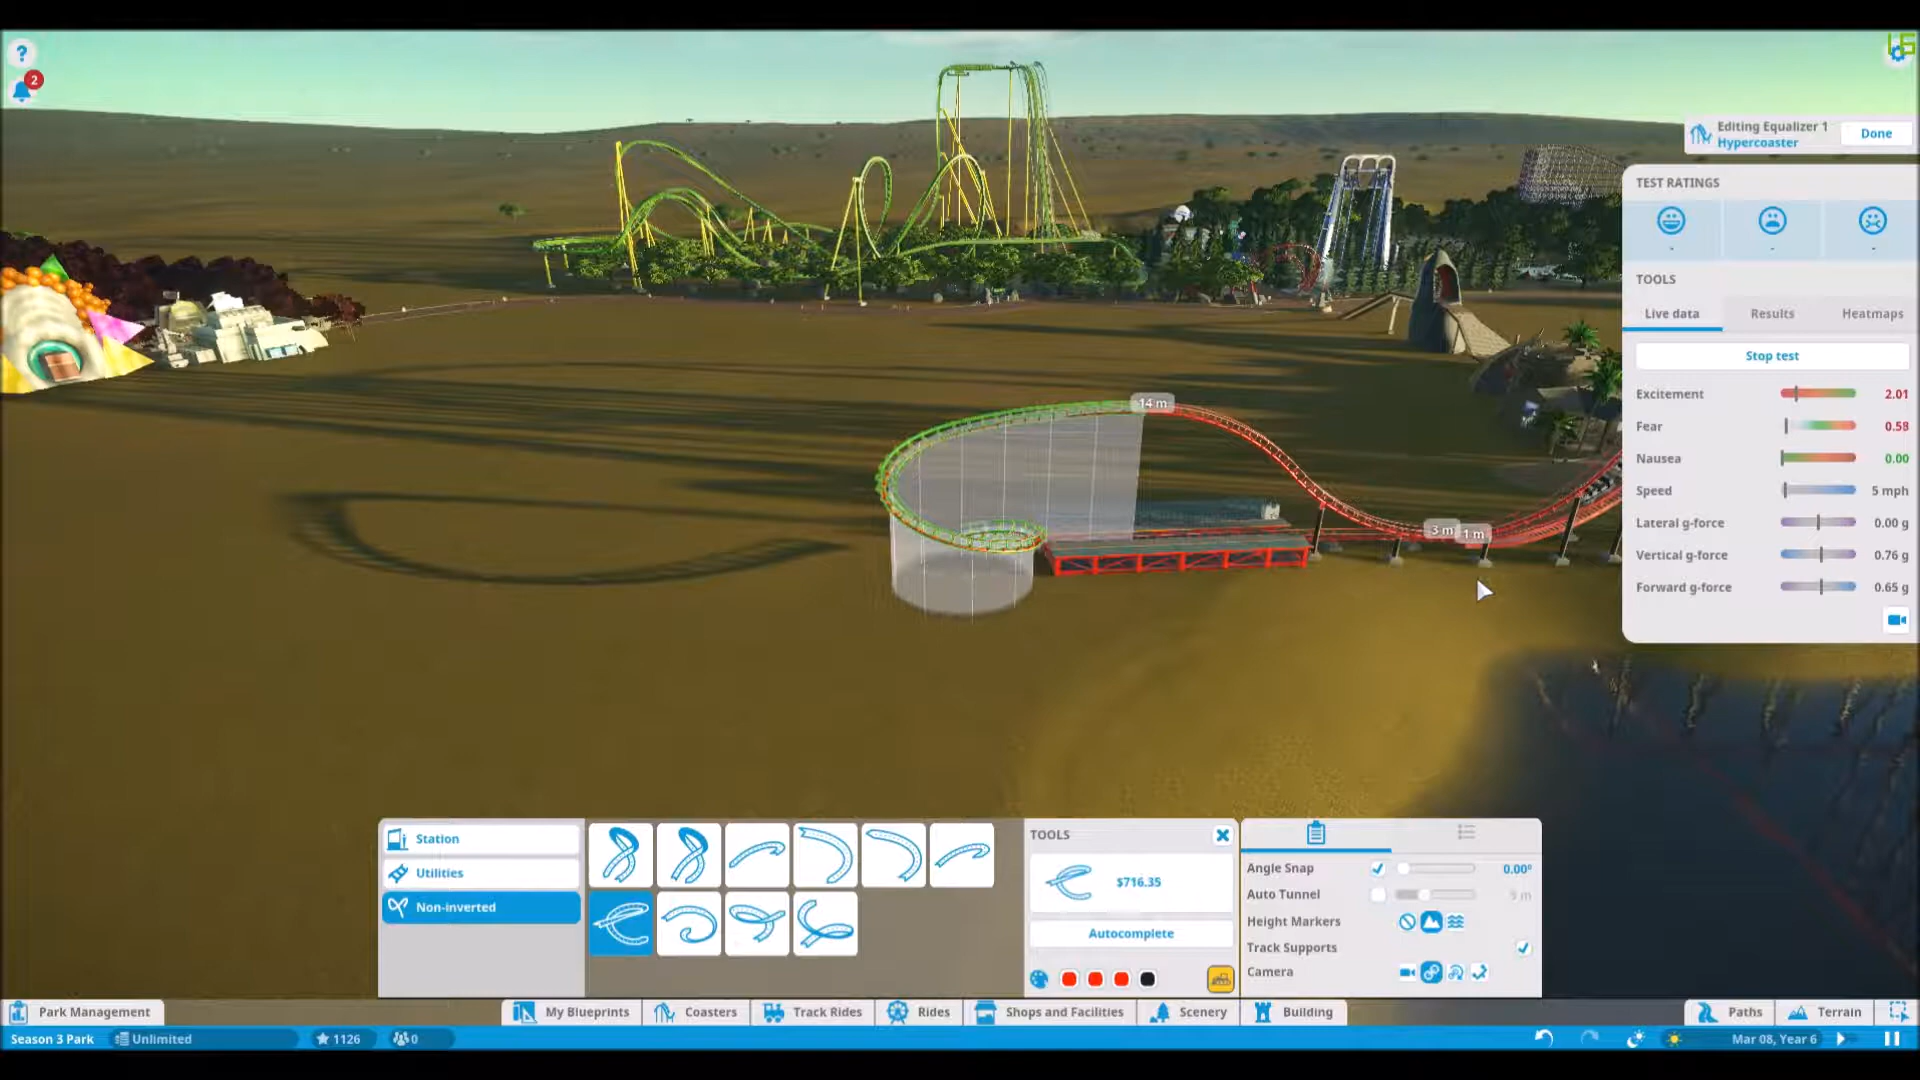 ?
2
Editing Equalizer 1
Hypercoaster
Done
TEST RATINGS
- - -
TOOLS
Live data Results Heatmaps
Stop test
Excitement 2.01
Fear 0.58
Nausea 0.00
Speed 5 mph
Lateral g-force 0.00 g
Vertical g-force 0.76 g
Forward g-force 0.65 g
14 m
3 m 1 m
Station
Utilities
Non-inverted
TOOLS
$716.35
Autocomplete
Angle Snap 0.00°
Auto Tunnel
Height Markers
Track Supports
Camera
Park Management
My Blueprints Coasters Track Rides Rides Shops and Facilities Scenery Building
Paths Terrain
Season 3 Park Unlimited 1126 0
Mar 08, Year 6